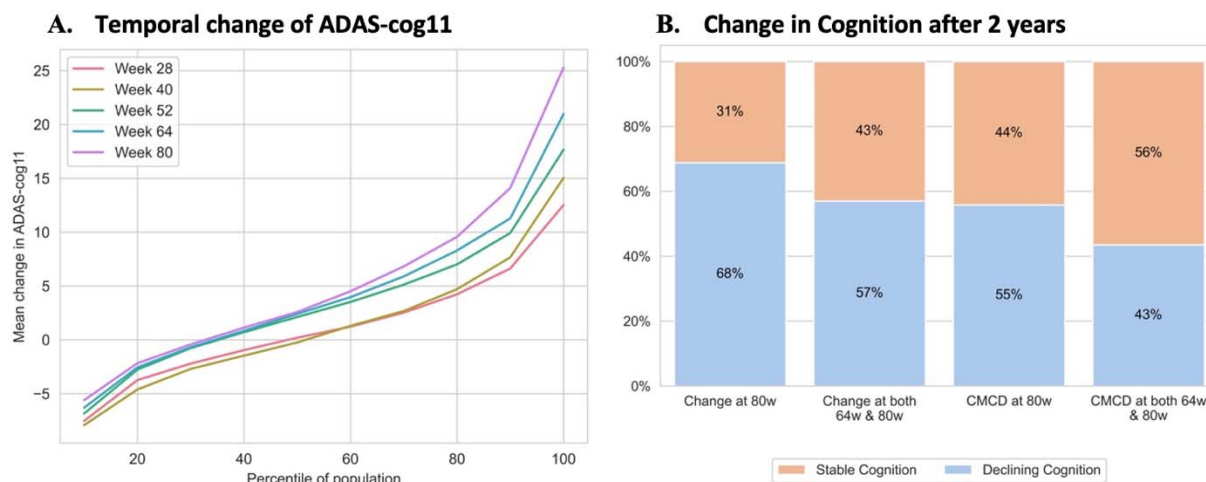 A. Temporal change of ADAS-cog11
Mean change in ADAS-cog11
25
20
15
10
5
0
−5
Week 28
Week 40
Week 52
Week 64
Week 80
20 40 60 80 100
Percentile of population
B. Change in Cognition after 2 years
100%
80%
60%
40%
20%
0%
31%
68%
43%
57%
44%
55%
56%
43%
Change at 80w
Change at both
64w & 80w
CMCD at 80w
CMCD at both 64w
& 80w
Stable Cognition
Declining Cognition